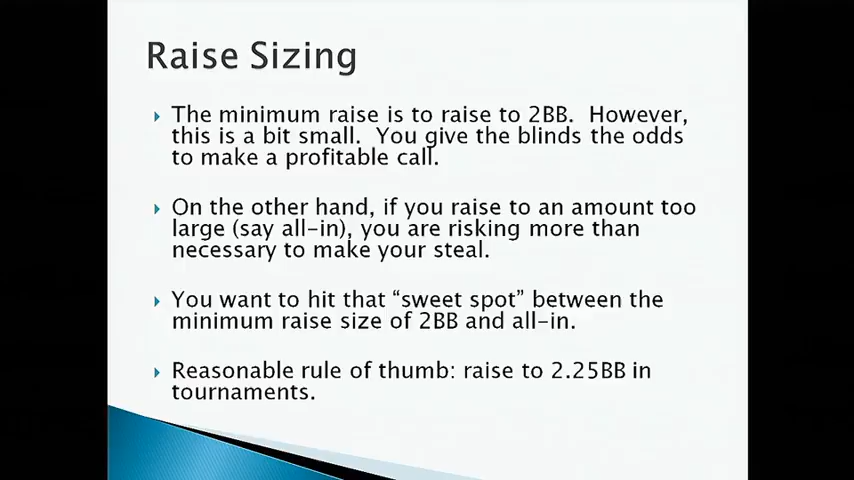 Raise Sizing
The minimum raise is to raise to 2BB. However,
this is a bit small. You give the blinds the odds
to make a profitable call.
On the other hand, if you raise to an amount too
large (say all-in), you are risking more than
necessary to make your steal.
You want to hit that “sweet spot” between the
minimum raise size of 2BB and all-in.
Reasonable rule of thumb: raise to 2.25BB in
tournaments.